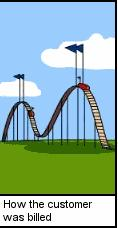 How the customer
was billed